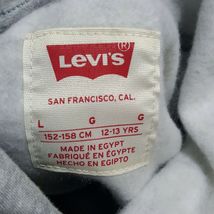 LEVI'S®
SAN FRANCISCO, CAL.
L G G
152-158 CM 12-13 YRS
MADE IN EGYPT
FABRIQUÉ EN ÉGYPTE
HECHO EN EGIPTO